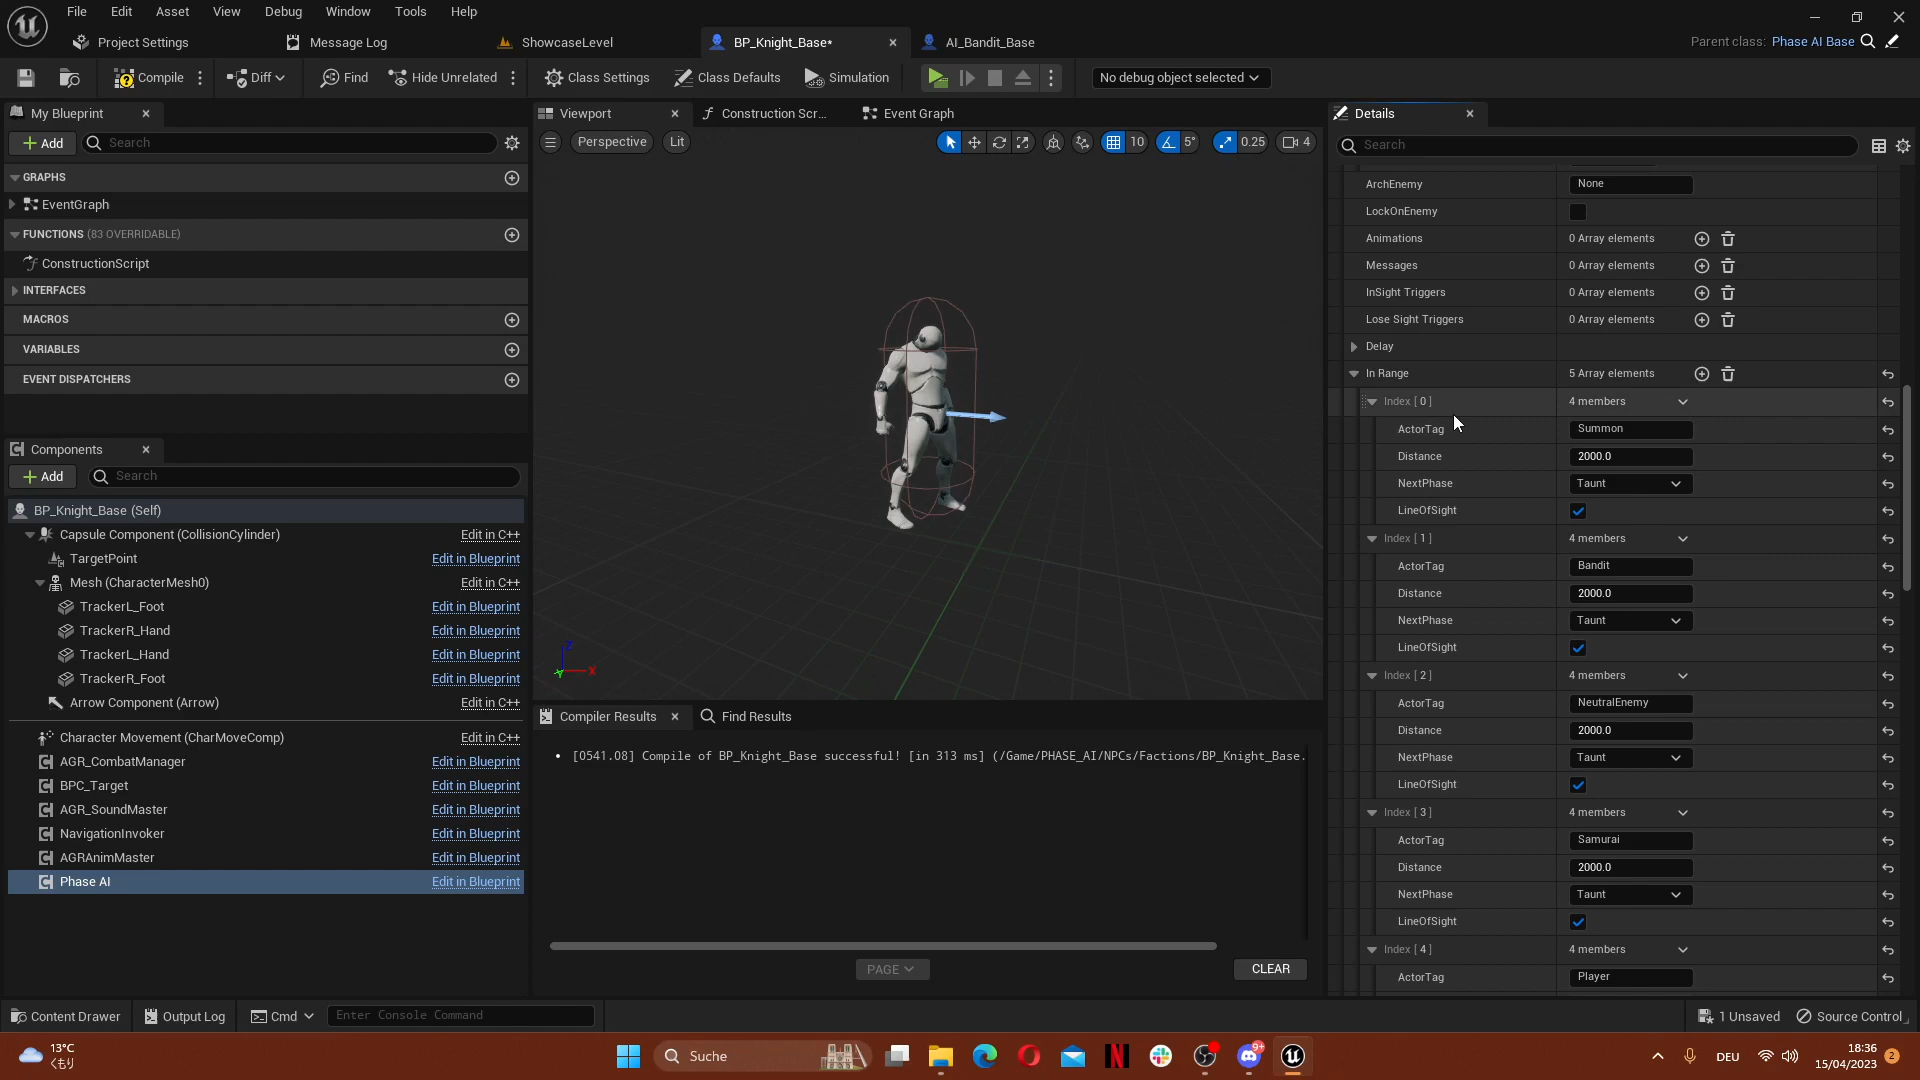 File Edit Asset View Debug Window Tools Help
Project Settings Message Log ShowcaseLevel BP_Knight_Base* AI_Bandit_Base Parent class: Phase AI Base
Compile Diff Find Hide Unrelated Class Settings Class Defaults Simulation No debug object selected
My Blueprint
Add Search
GRAPHS
EventGraph
FUNCTIONS (83 OVERRIDABLE)
ConstructionScript
INTERFACES
MACROS
VARIABLES
EVENT DISPATCHERS
Components
Add Search
BP_Knight_Base (Self)
Capsule Component (CollisionCylinder) Edit in C++
TargetPoint Edit in Blueprint
Mesh (CharacterMesh0) Edit in C++
TrackerL_Foot Edit in Blueprint
TrackerR_Hand Edit in Blueprint
TrackerL_Hand Edit in Blueprint
TrackerR_Foot Edit in Blueprint
Arrow Component (Arrow) Edit in C++
Character Movement (CharMoveComp) Edit in C++
AGR_CombatManager Edit in Blueprint
BPC_Target Edit in Blueprint
AGR_SoundMaster Edit in Blueprint
NavigationInvoker Edit in Blueprint
AGRAnimMaster Edit in Blueprint
Phase AI Edit in Blueprint
Viewport Construction Scr... Event Graph
Perspective Lit 10 5° 0.25 4
Z
X
Y
Compiler Results Find Results
[0541.08] Compile of BP_Knight_Base successful! [in 313 ms] (/Game/PHASE_AI/NPCs/Factions/BP_Knight_Base.
PAGE CLEAR
Details
Search
ArchEnemy None
LockOnEnemy
Animations 0 Array elements
Messages 0 Array elements
InSight Triggers 0 Array elements
Lose Sight Triggers 0 Array elements
Delay
In Range 5 Array elements
Index [ 0 ] 4 members
ActorTag Summon
Distance 2000.0
NextPhase Taunt
LineOfSight
Index [ 1 ] 4 members
ActorTag Bandit
Distance 2000.0
NextPhase Taunt
LineOfSight
Index [ 2 ] 4 members
ActorTag NeutralEnemy
Distance 2000.0
NextPhase Taunt
LineOfSight
Index [ 3 ] 4 members
ActorTag Samurai
Distance 2000.0
NextPhase Taunt
LineOfSight
Index [ 4 ] 4 members
ActorTag Player
Content Drawer Output Log Cmd Enter Console Command 1 Unsaved Source Control
13°C
くもり
Suche
9+
DEU
18:36
15/04/2023
2